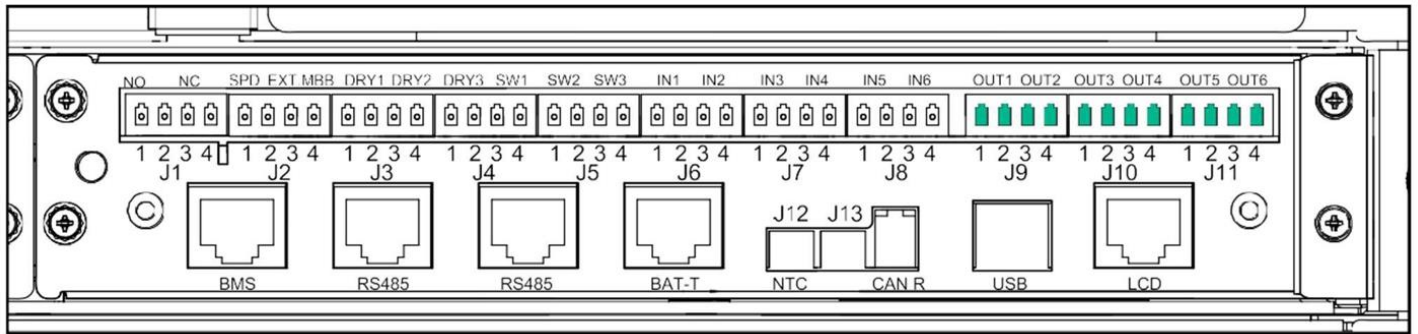 NO NC SPD EXT MBB DRY1 DRY2 DRY3 SW1 SW2 SW3 IN1 IN2 IN3 IN4 IN5 IN6 OUT1 OUT2 OUT3 OUT4 OUT5 OUT6
1 2 3 4 1 2 3 4 1 2 3 4 1 2 3 4 1 2 3 4 1 2 3 4 1 2 3 4 1 2 3 4 1 2 3 4 1 2 3 4 1 2 3 4
J1 J2 J3 J4 J5 J6 J7 J8 J9 J10 J11
J12 J13
BMS RS485 RS485 BAT-T NTC CAN R USB LCD